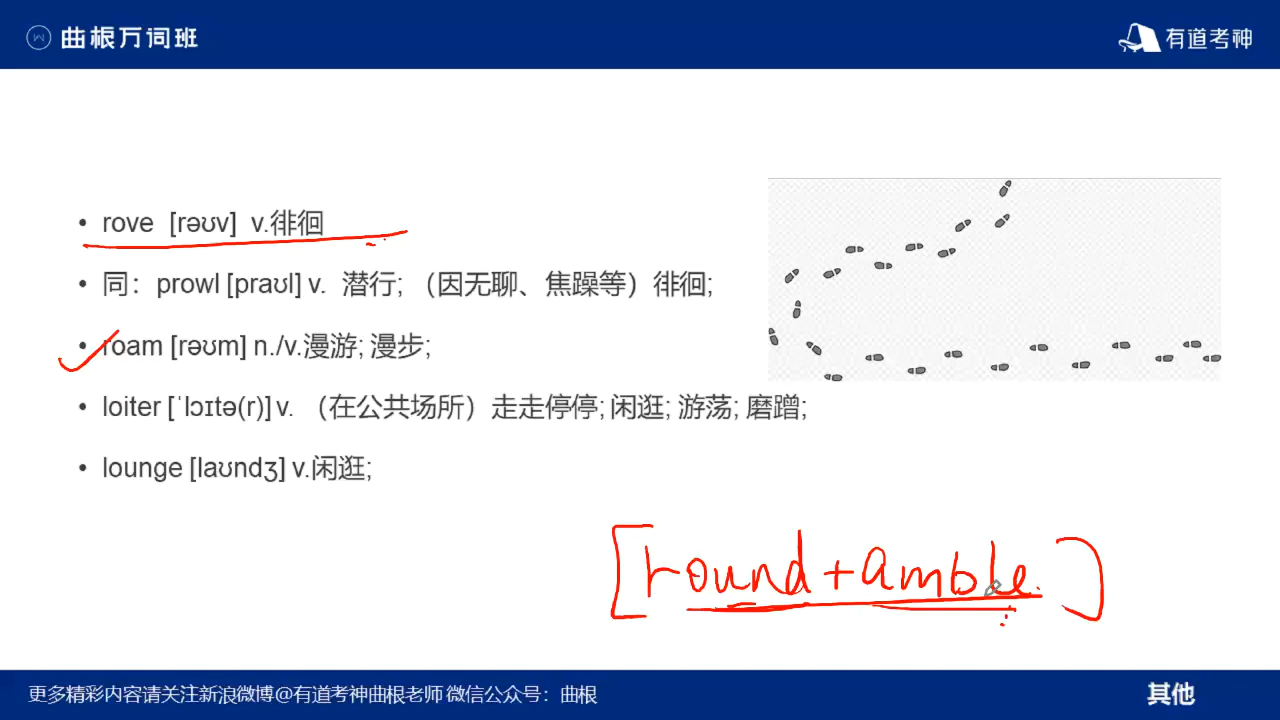 曲根万词班
有道考神
• rove [rəʊv] v.徘徊
• 同：prowl [praʊl] v. 潜行; （因无聊、焦躁等）徘徊;
• roam [rəʊm] n./v.漫游; 漫步;
• loiter [ˈlɔɪtə(r)] v. （在公共场所）走走停停; 闲逛; 游荡; 磨蹭;
• lounge [laʊndʒ] v.闲逛;
[round+amble]
更多精彩内容请关注新浪微博@有道考神曲根老师 微信公众号：曲根
其他